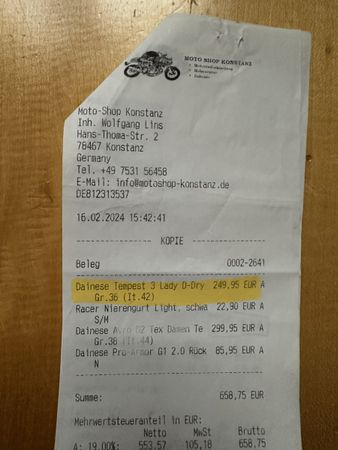 MOTO SHOP KONSTANZ
Moto-Shop Konstanz
Inh. Wolfgang Lins
Hans-Thoma-Str. 2
78467 Konstanz
Germany
Tel. +49 7531 56458
E-Mail: info@motoshop-konstanz.de
DE812313537
16.02.2024 15:42:41
KOPIE
Beleg 0002-2641
Dainese Tempest 3 Lady D-Dry 249,95 EUR A
Gr.36 (It.42)
Racer Nierengurt Light, schwa 22,90 EUR A
S/M
Dainese Avro D2 Tex Damen Te 299,95 EUR A
Gr.38 (It.44)
Dainese Pro-Armor G1 2.0 Rück 85,95 EUR A
N
Summe: 658,75 EUR
Mehrwertsteueranteil in EUR:
Netto MwSt Brutto
A: 19,00%: 553,57 105,18 658,75